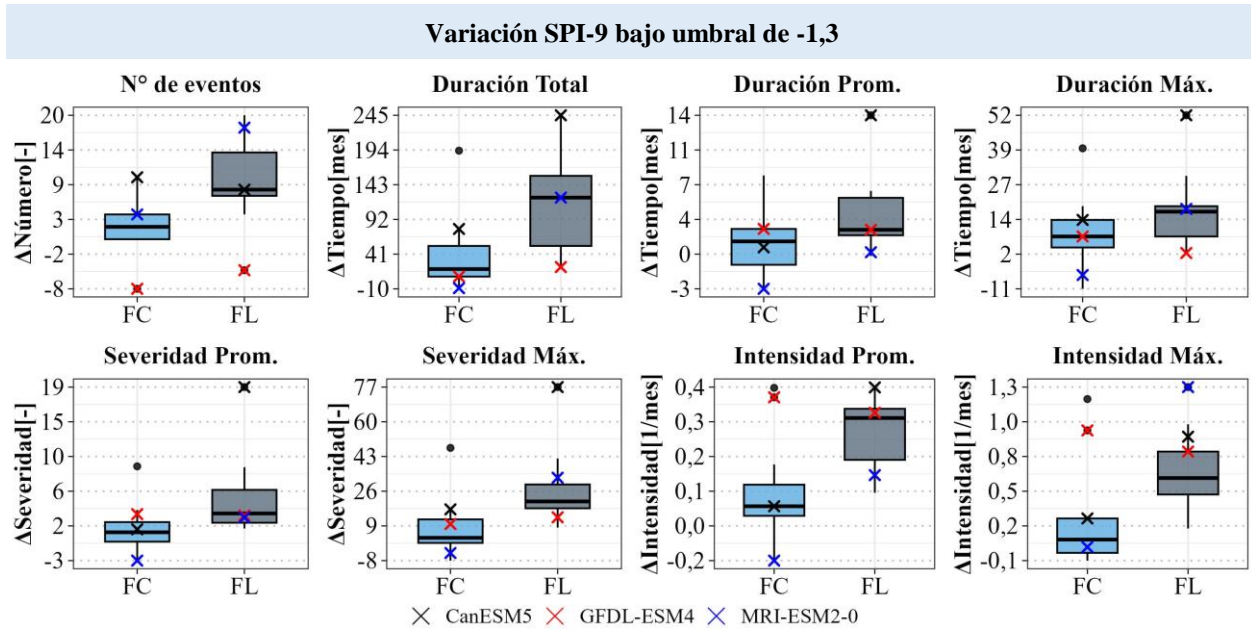 Variación SPI-9 bajo umbral de -1,3
N° de eventos
ΔNúmero[-]
20
14
9
3
-2
-8
FC FL
Duración Total
ΔTiempo[mes]
245
194
143
92
41
-10
FC FL
Duración Prom.
ΔTiempo[mes]
14
11
7
4
0
-3
FC FL
Duración Máx.
ΔTiempo[mes]
52
39
27
14
2
-11
FC FL
Severidad Prom.
ΔSeveridad[-]
19
15
10
6
2
-3
FC FL
Severidad Máx.
ΔSeveridad[-]
77
60
43
26
9
-8
FC FL
Intensidad Prom.
ΔIntensidad[1/mes]
0,4
0,3
0,2
0,1
0,0
-0,2
FC FL
Intensidad Máx.
ΔIntensidad[1/mes]
1,3
1,0
0,8
0,5
0,2
-0,1
FC FL
CanESM5 GFDL-ESM4 MRI-ESM2-0